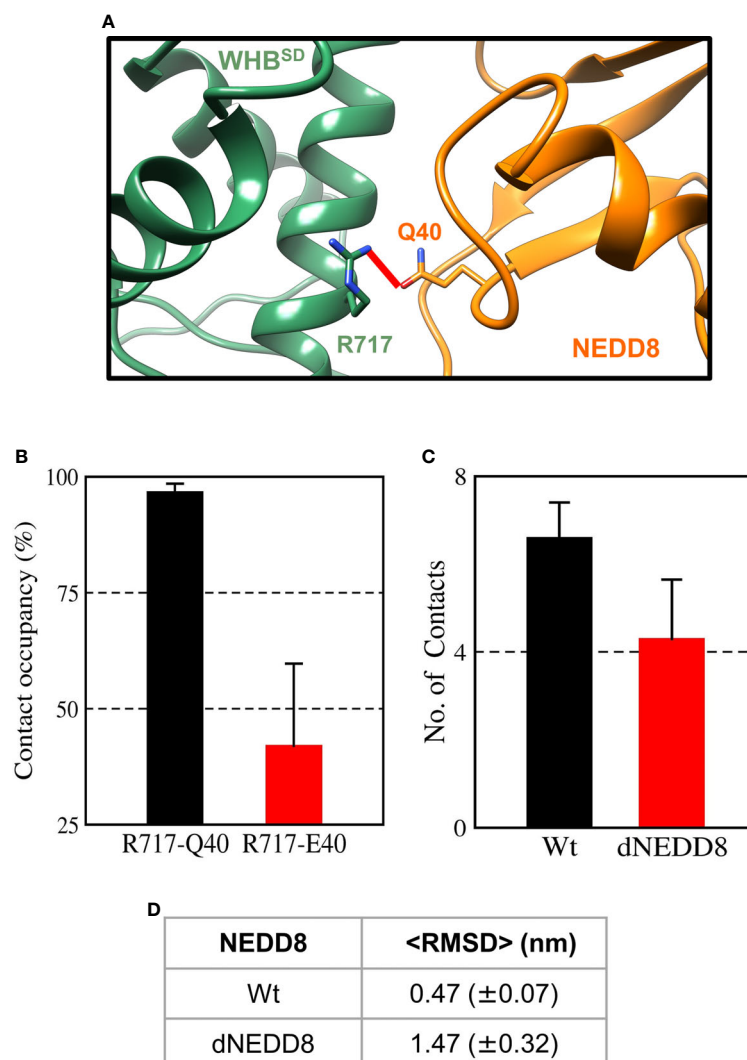 A
WHB^SD
Q40
R717
NEDD8
B
100
75
50
25
Contact occupancy (%)
R717-Q40 R717-E40
C
8
4
0
No. of Contacts
Wt dNEDD8
D
NEDD8 <RMSD> (nm)
Wt 0.47 (±0.07)
dNEDD8 1.47 (±0.32)